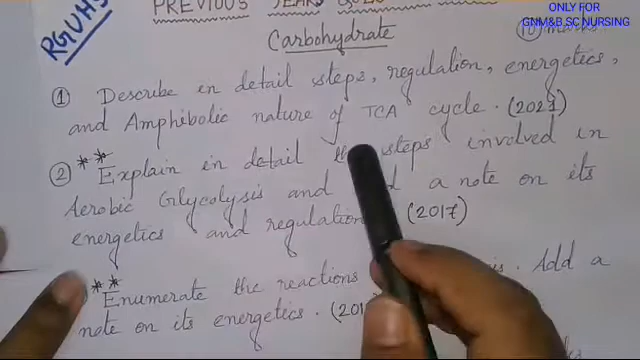 PREVIOUS YEARS
ONLY FOR
GNM&B SC NURSING
RGUHS
Carbohydrate
① Describe in detail steps, regulation, energetics,
and Amphibolic nature of TCA cycle. (2021)
② ** Explain in detail the steps involved in
Aerobic Glycolysis and a note on its
energetics and regulation (2017)
** Enumerate the reactions Add a
note on its energetics.